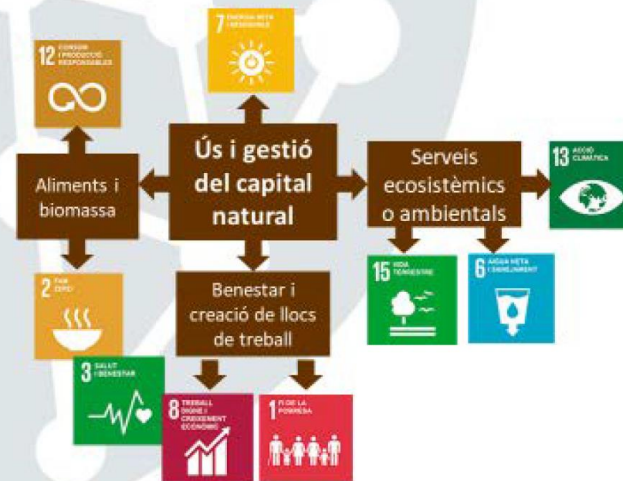 7 ENERGIA NETA
I ASSEQUIBLE
12 CONSUM
I PRODUCCIÓ
RESPONSABLES
Ús i gestió
del capital
natural
Aliments i
biomassa
Serveis
ecosistèmics
o ambientals
13 ACCIÓ
CLIMÀTICA
2 FAM
ZERO
Benestar i
creació de llocs
de treball
15 VIDA
TERRESTRE
6 AIGUA NETA
I SANEJAMENT
3 SALUT
I BENESTAR
8 TREBALL
DIGNE I
CREIXEMENT
ECONÒMIC
1 FI DE LA
POBRESA